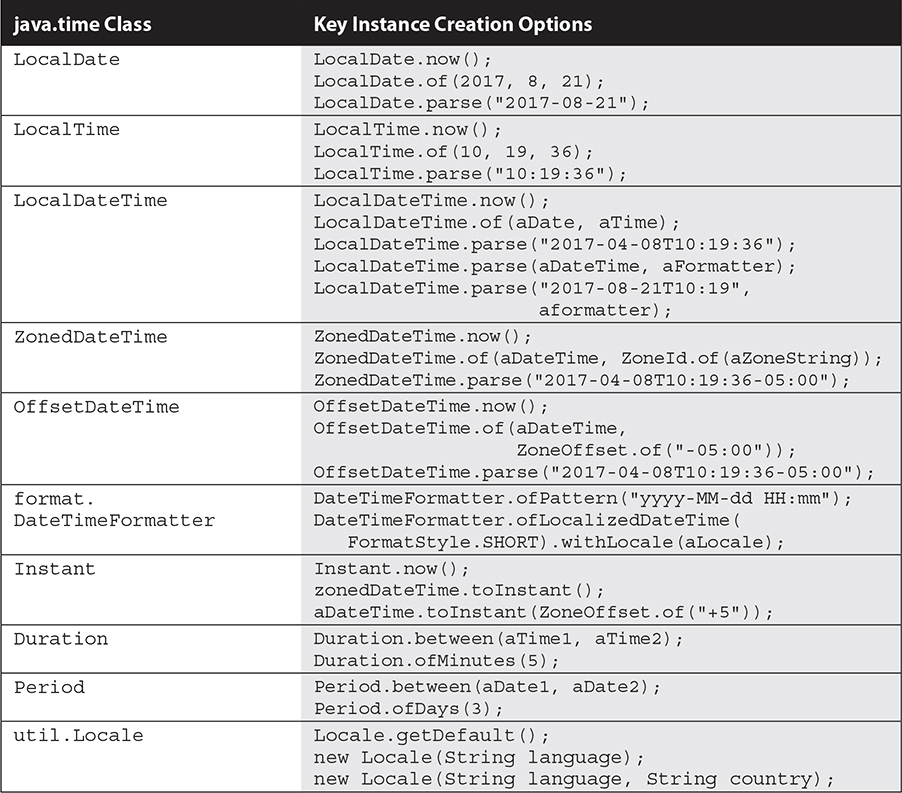 java.time Class Key Instance Creation Options
LocalDate LocalDate.now();
LocalDate.of(2017, 8, 21);
LocalDate.parse("2017-08-21");
LocalTime LocalTime.now();
LocalTime.of(10, 19, 36);
LocalTime.parse("10:19:36");
LocalDateTime LocalDateTime.now();
LocalDateTime.of(aDate, aTime);
LocalDateTime.parse("2017-04-08T10:19:36");
LocalDateTime.parse(aDateTime, aFormatter);
LocalDateTime.parse("2017-08-21T10:19",
aformatter);
ZonedDateTime ZonedDateTime.now();
ZonedDateTime.of(aDateTime, ZoneId.of(aZoneString));
ZonedDateTime.parse("2017-04-08T10:19:36-05:00");
OffsetDateTime OffsetDateTime.now();
OffsetDateTime.of(aDateTime,
ZoneOffset.of("-05:00"));
OffsetDateTime.parse("2017-04-08T10:19:36-05:00");
format. DateTimeFormatter.ofPattern("yyyy-MM-dd HH:mm");
DateTimeFormatter DateTimeFormatter.ofLocalizedDateTime(
FormatStyle.SHORT).withLocale(aLocale);
Instant Instant.now();
zonedDateTime.toInstant();
aDateTime.toInstant(ZoneOffset.of("+5"));
Duration Duration.between(aTime1, aTime2);
Duration.ofMinutes(5);
Period Period.between(aDate1, aDate2);
Period.ofDays(3);
util.Locale Locale.getDefault();
new Locale(String language);
new Locale(String language, String country);